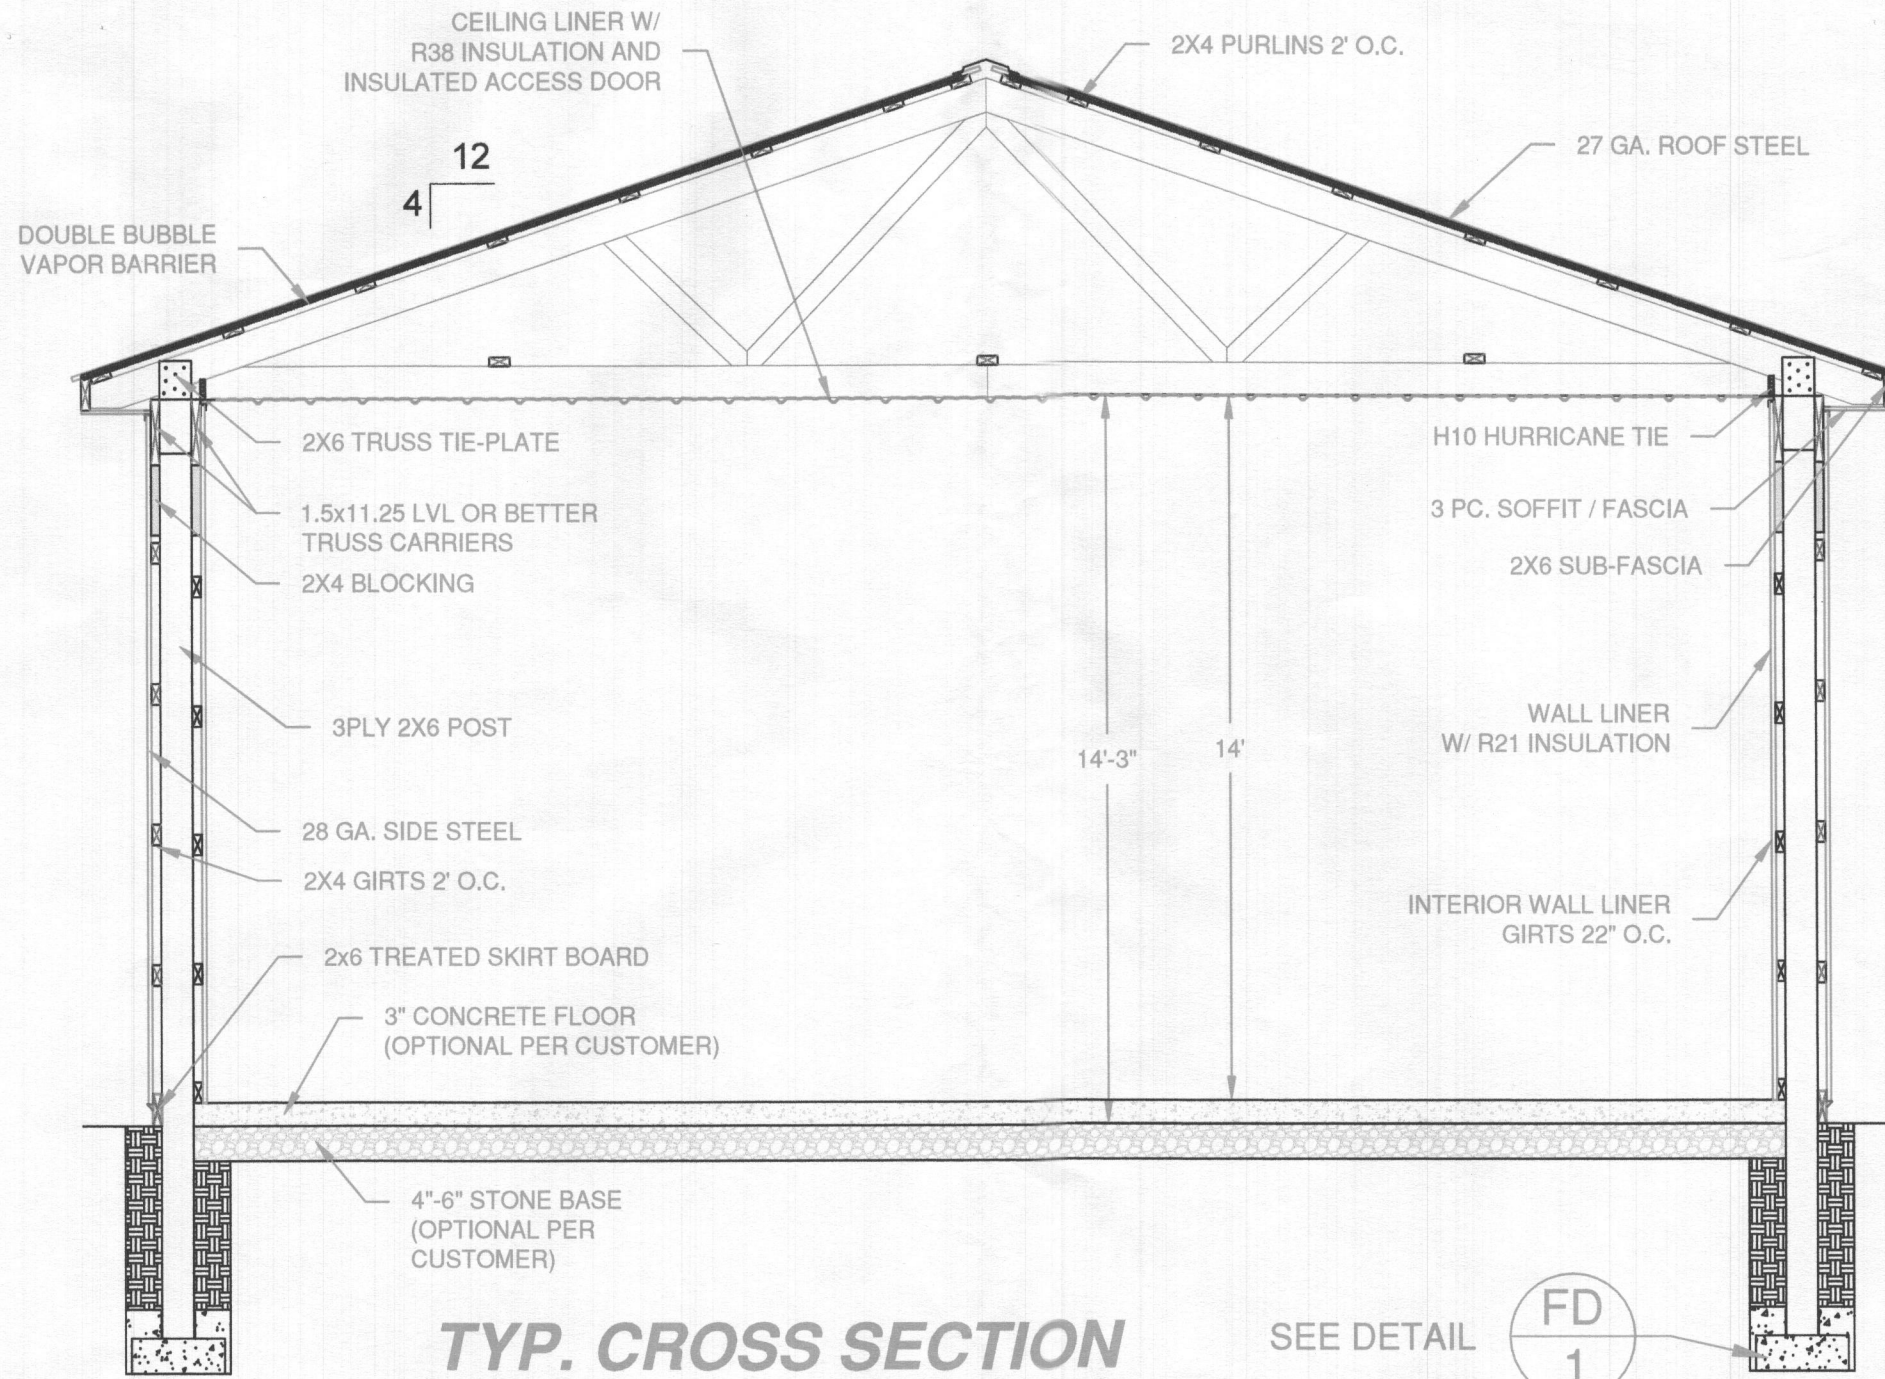 CEILING LINER W/
R38 INSULATION AND
INSULATED ACCESS DOOR
2X4 PURLINS 2' O.C.
27 GA. ROOF STEEL
12
4
DOUBLE BUBBLE
VAPOR BARRIER
2X6 TRUSS TIE-PLATE
1.5x11.25 LVL OR BETTER
TRUSS CARRIERS
2X4 BLOCKING
3PLY 2X6 POST
28 GA. SIDE STEEL
2X4 GIRTS 2' O.C.
2x6 TREATED SKIRT BOARD
3" CONCRETE FLOOR
(OPTIONAL PER CUSTOMER)
4"-6" STONE BASE
(OPTIONAL PER
CUSTOMER)
14'-3"
14'
H10 HURRICANE TIE
3 PC. SOFFIT / FASCIA
2X6 SUB-FASCIA
WALL LINER
W/ R21 INSULATION
INTERIOR WALL LINER
GIRTS 22" O.C.
TYP. CROSS SECTION
SEE DETAIL
FD
1